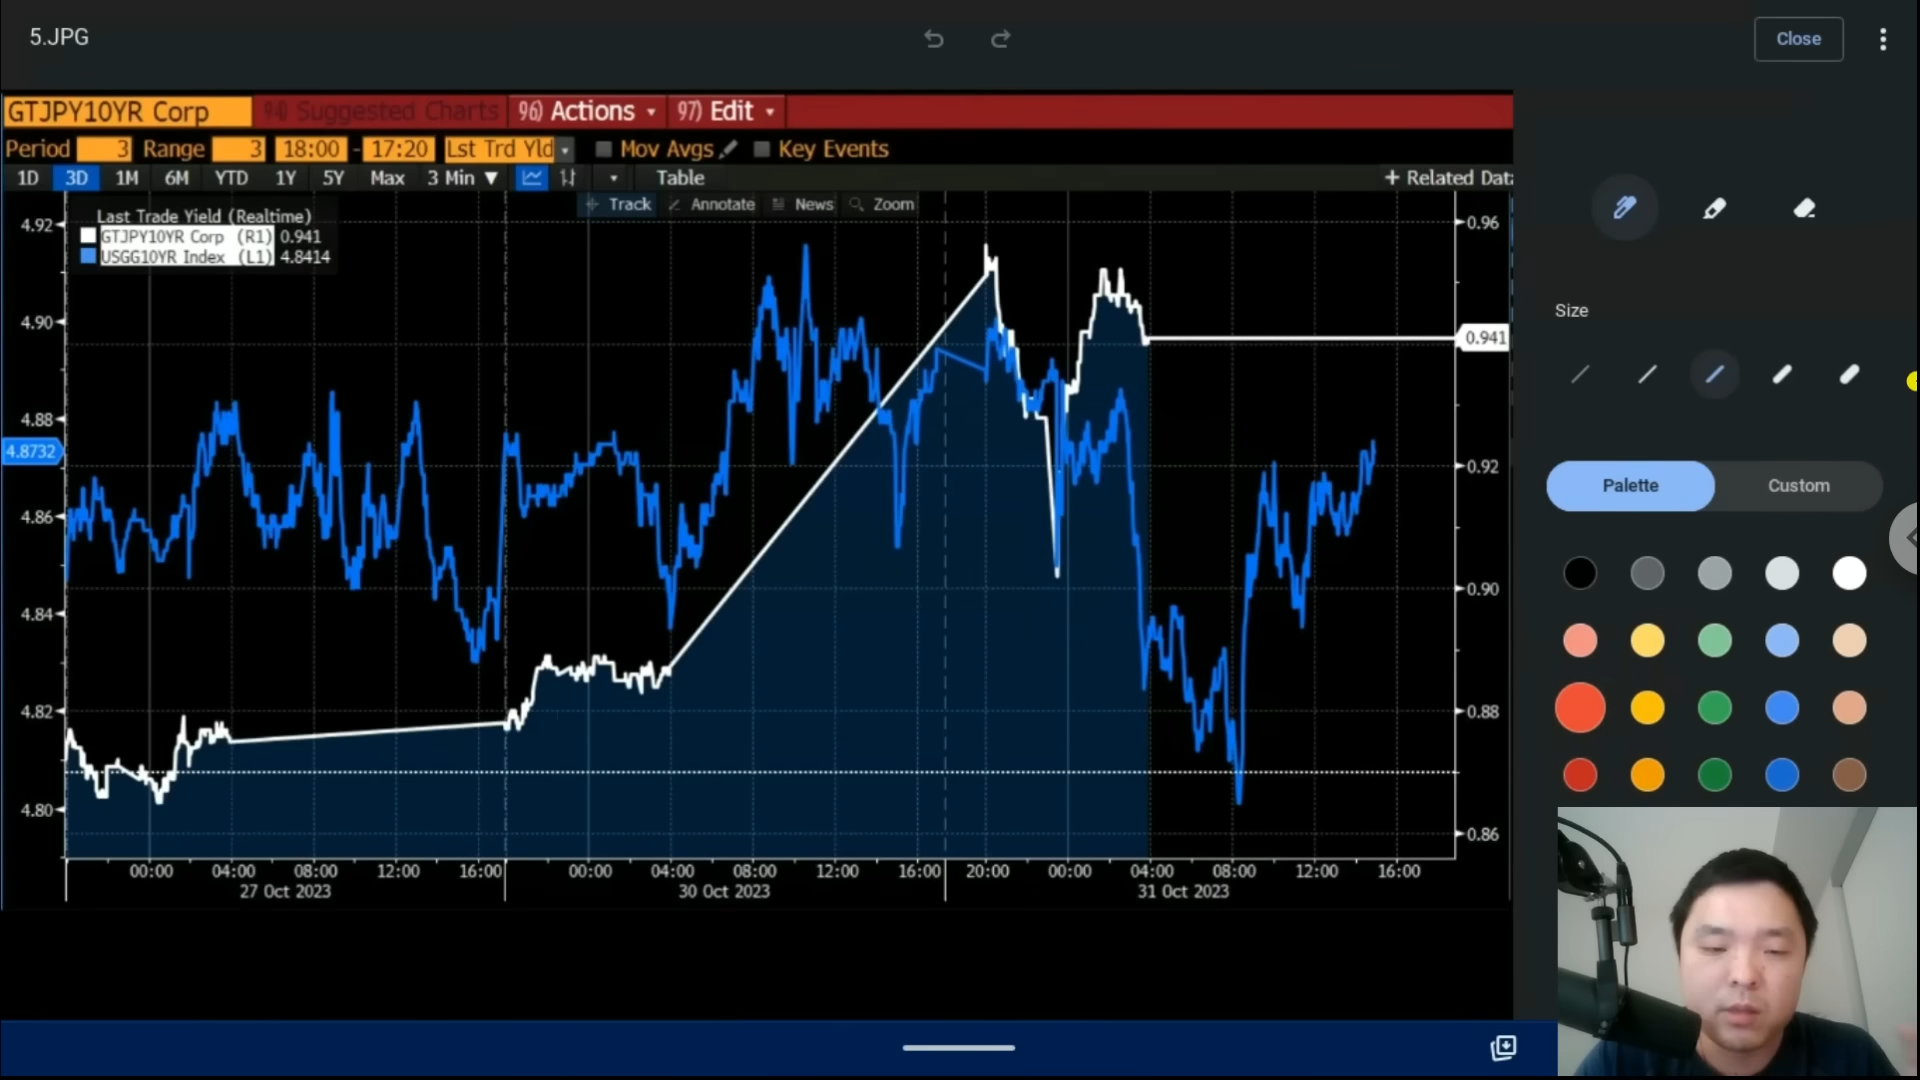 5.JPG
Close
GTJPY10YR Corp 94) Suggested Charts 96) Actions 97) Edit
Period 3 Range 3 18:00 - 17:20 Lst Trd Yld Mov Avgs Key Events
1D 3D 1M 6M YTD 1Y 5Y Max 3 Min ▼ Table + Related Data
Track Annotate News Zoom
Last Trade Yield (Realtime)
GTJPY10YR Corp (R1) 0.941
USGG10YR Index (L1) 4.8414
4.92
4.90
4.88
4.8732
4.86
4.84
4.82
4.80
0.96
0.941
0.92
0.90
0.88
0.86
00:00 04:00 08:00 12:00 16:00 00:00 04:00 08:00 12:00 16:00 20:00 00:00 04:00 08:00 12:00 16:00
27 Oct 2023 30 Oct 2023 31 Oct 2023
Size
Palette Custom